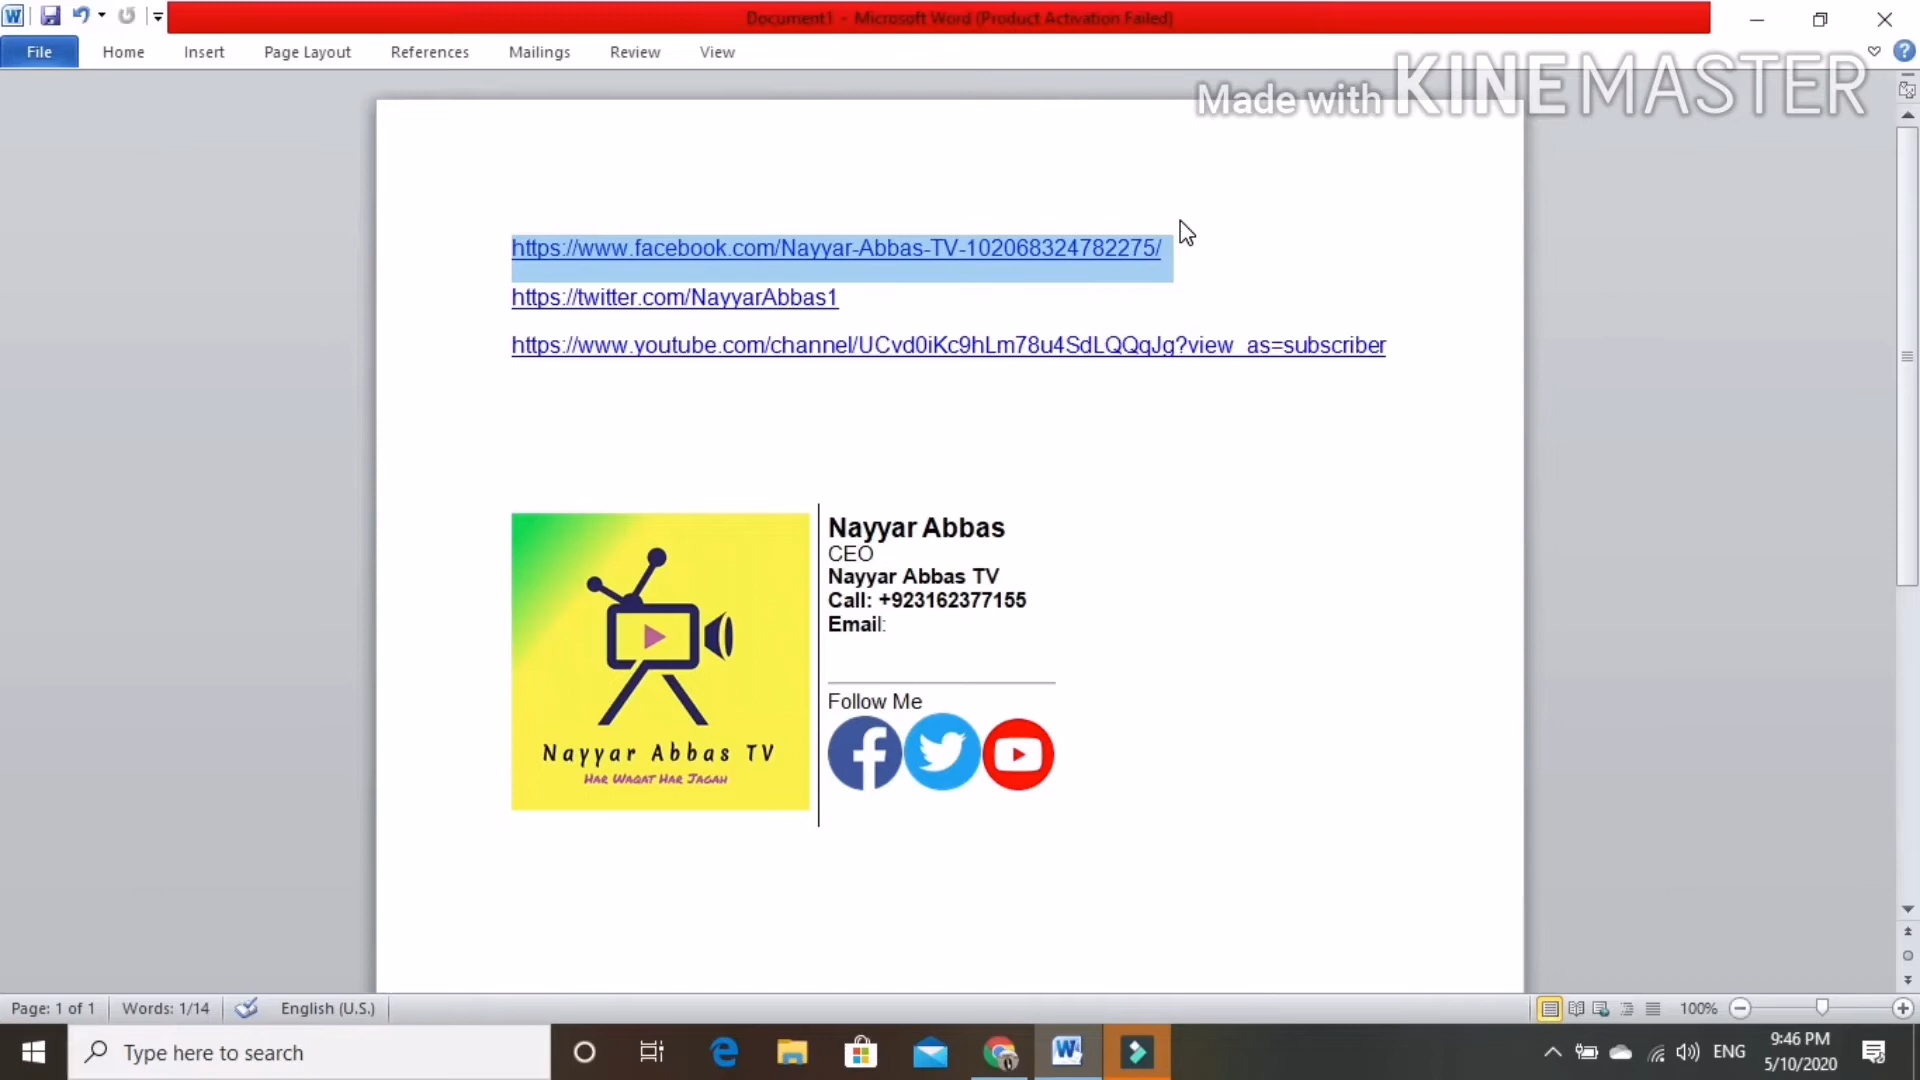 Document1 - Microsoft Word (Product Activation Failed)
File Home Insert Page Layout References Mailings Review View
Made with KINEMASTER
https://www.facebook.com/Nayyar-Abbas-TV-102068324782275/
https://twitter.com/NayyarAbbas1
https://www.youtube.com/channel/UCvd0iKc9hLm78u4SdLQQqJg?view_as=subscriber
Nayyar Abbas
CEO
Nayyar Abbas TV
Call: +923162377155
Email:
Follow Me
Nayyar Abbas TV
Har Waqat Har Jagah
Page: 1 of 1 Words: 1/14 English (U.S.) 100%
Type here to search ENG 9:46 PM
5/10/2020